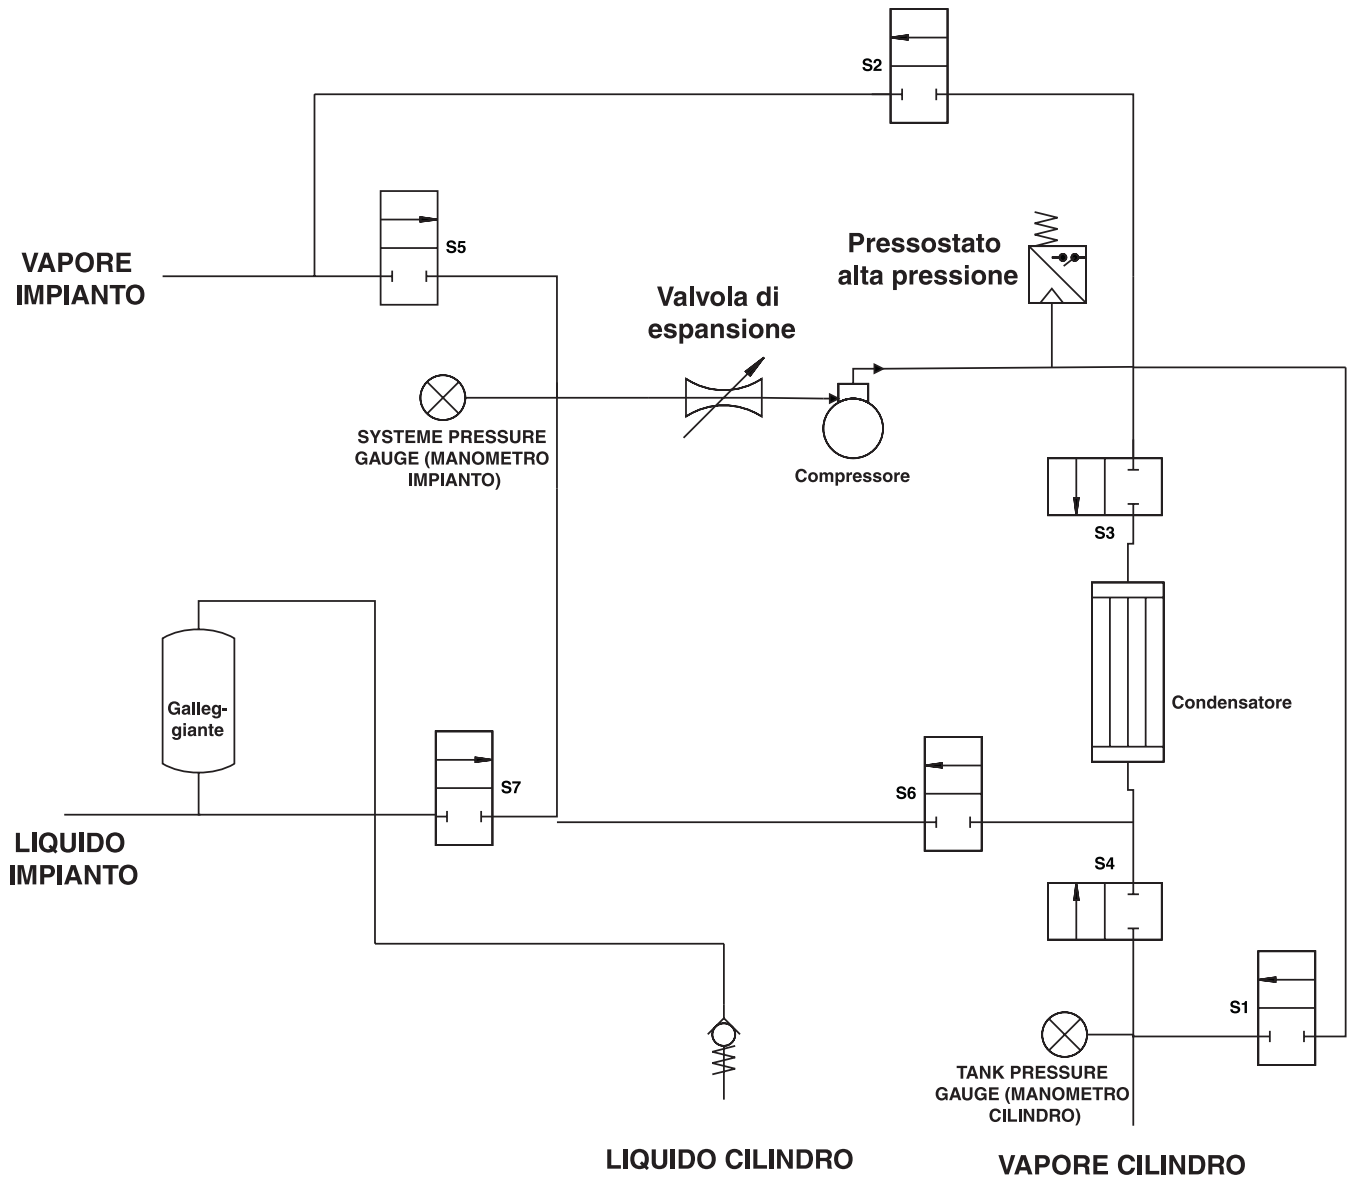 S2
S5
VAPORE
IMPIANTO
Pressostato
alta pressione
Valvola di
espansione
SYSTEME PRESSURE
GAUGE (MANOMETRO
IMPIANTO)
Compressore
S3
Galleg-
giante
Condensatore
S7
S6
LIQUIDO
IMPIANTO
S4
S1
TANK PRESSURE
GAUGE (MANOMETRO
CILINDRO)
LIQUIDO CILINDRO
VAPORE CILINDRO